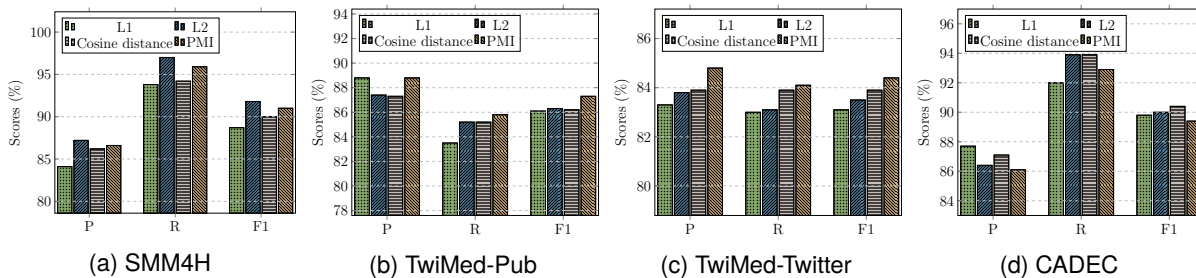 100
95
90
85
80
Scores (%)
L1
L2
Cosine distance
PMI
P
R
F1
(a) SMM4H
94
92
90
88
86
84
82
80
78
Scores (%)
L1
L2
Cosine distance
PMI
P
R
F1
(b) TwiMed-Pub
86
84
82
80
Scores (%)
L1
L2
Cosine distance
PMI
P
R
F1
(c) TwiMed-Twitter
96
94
92
90
88
86
84
Scores (%)
L1
L2
Cosine distance
PMI
P
R
F1
(d) CADEC